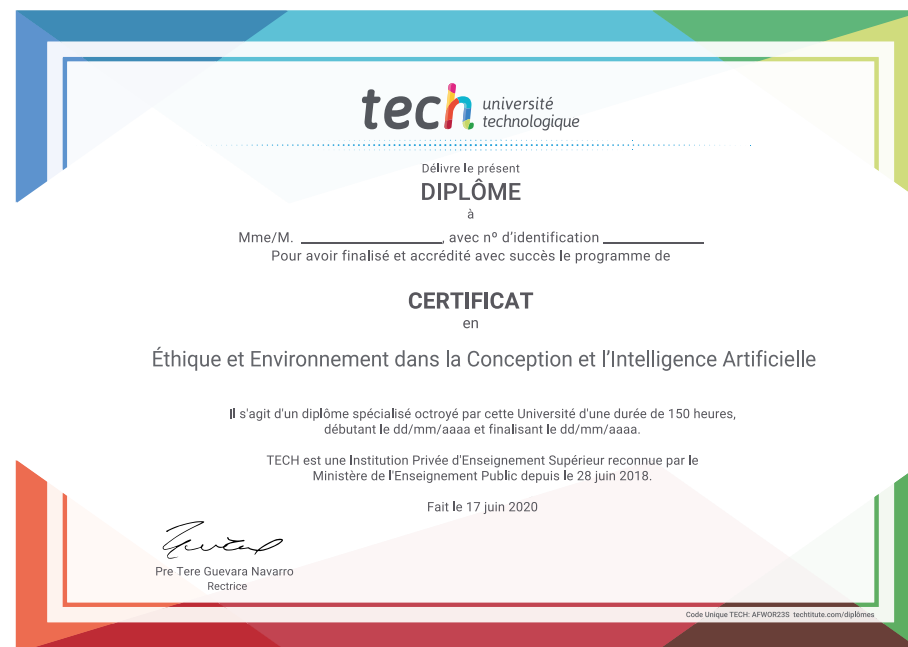 tech université
technologique
Délivre le présent
DIPLÔME
à
Mme/M. ____________________, avec nº d'identification ______________
Pour avoir finalisé et accrédité avec succès le programme de
CERTIFICAT
en
Éthique et Environnement dans la Conception et l'Intelligence Artificielle
Il s'agit d'un diplôme spécialisé octroyé par cette Université d'une durée de 150 heures,
débutant le dd/mm/aaaa et finalisant le dd/mm/aaaa.
TECH est une Institution Privée d'Enseignement Supérieur reconnue par le
Ministère de l'Enseignement Public depuis le 28 juin 2018.
Fait le 17 juin 2020
Pre Tere Guevara Navarro
Rectrice
Code Unique TECH: AFWOR23S techtitute.com/diplômes